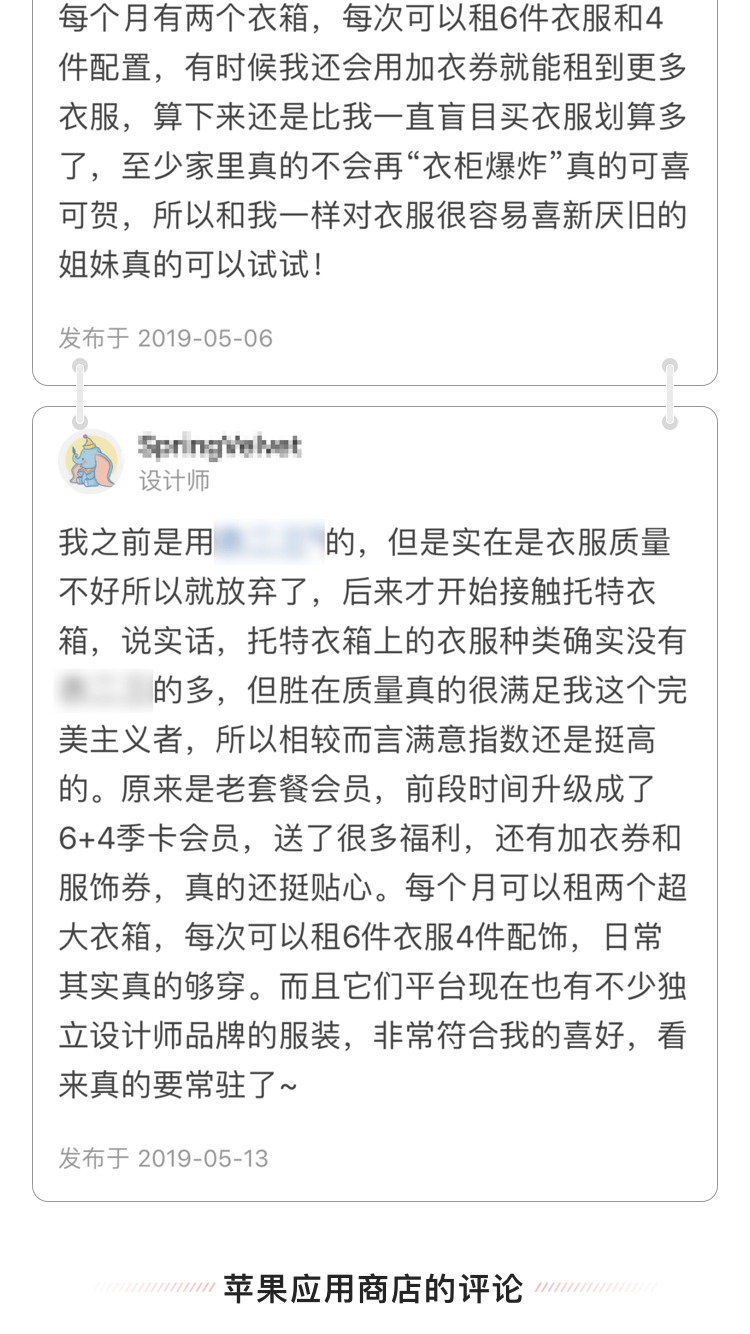 每个月有两个衣箱，每次可以租6件衣服和4
件配置，有时候我还会用加衣券就能租到更多
衣服，算下来还是比我一直盲目买衣服划算多
了，至少家里真的不会再“衣柜爆炸”真的可喜
可贺，所以和我一样对衣服很容易喜新厌旧的
姐妹真的可以试试！
发布于 2019-05-06
SpringVelvet
设计师
我之前是用的，但是实在是衣服质量
不好所以就放弃了，后来才开始接触托特衣
箱，说实话，托特衣箱上的衣服种类确实没有
的多，但胜在质量真的很满足我这个完
美主义者，所以相较而言满意指数还是挺高
的。原来是老套餐会员，前段时间升级成了
6+4季卡会员，送了很多福利，还有加衣券和
服饰券，真的还挺贴心。每个月可以租两个超
大衣箱，每次可以租6件衣服4件配饰，日常
其实真的够穿。而且它们平台现在也有不少独
立设计师品牌的服装，非常符合我的喜好，看
来真的要常驻了~
发布于 2019-05-13
苹果应用商店的评论